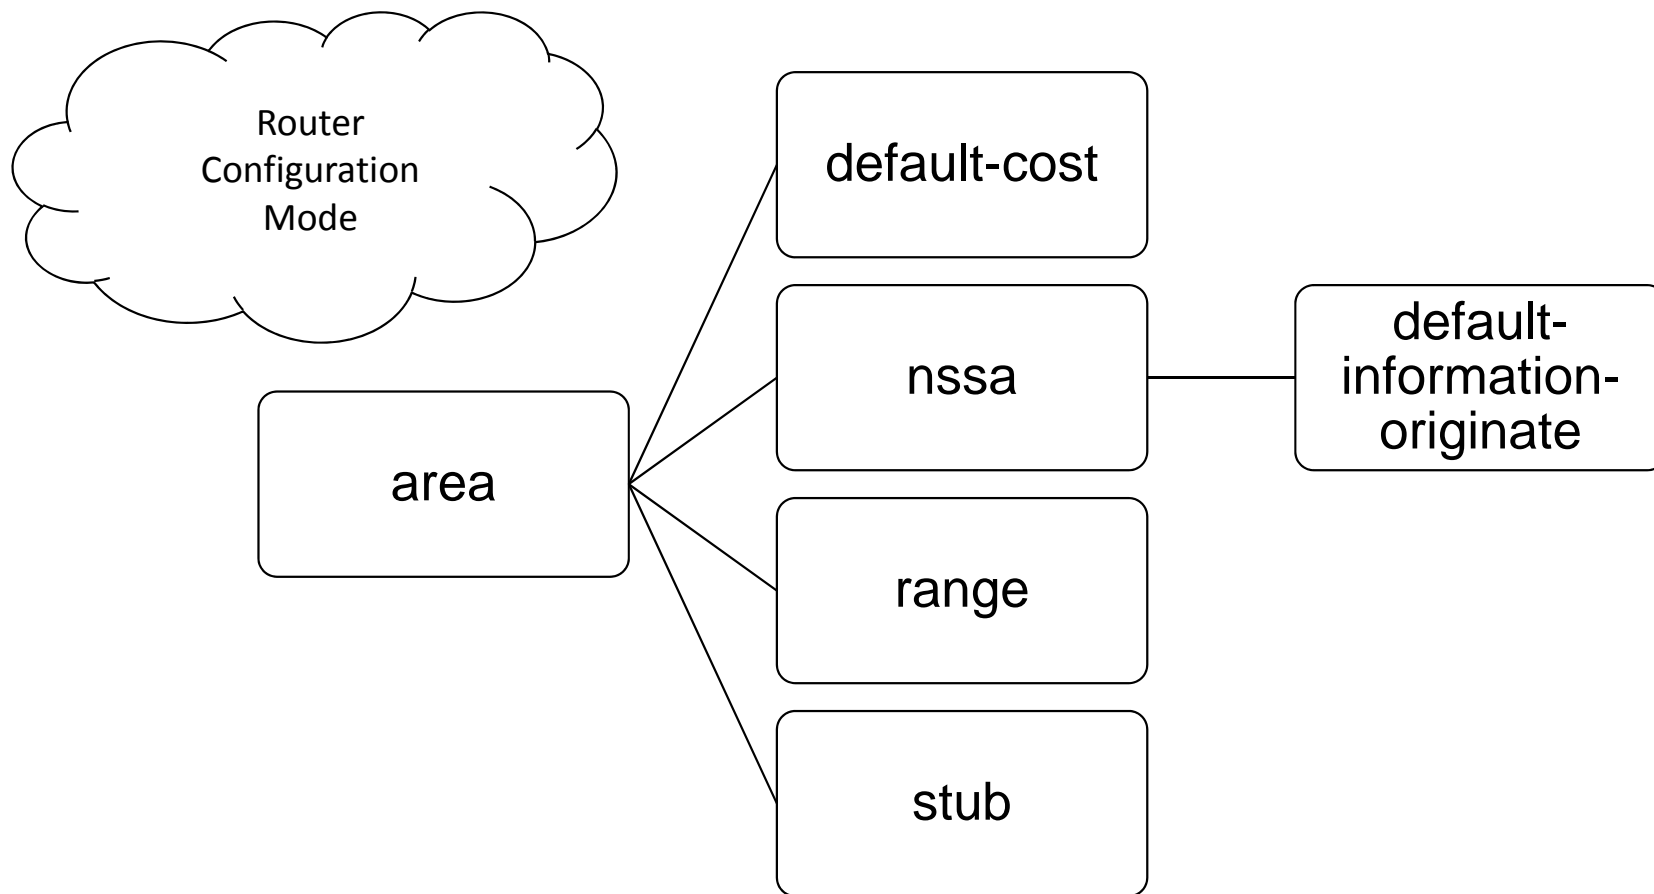 Router
Configuration
Mode
default-cost
nssa
default-
information-
originate
area
range
stub